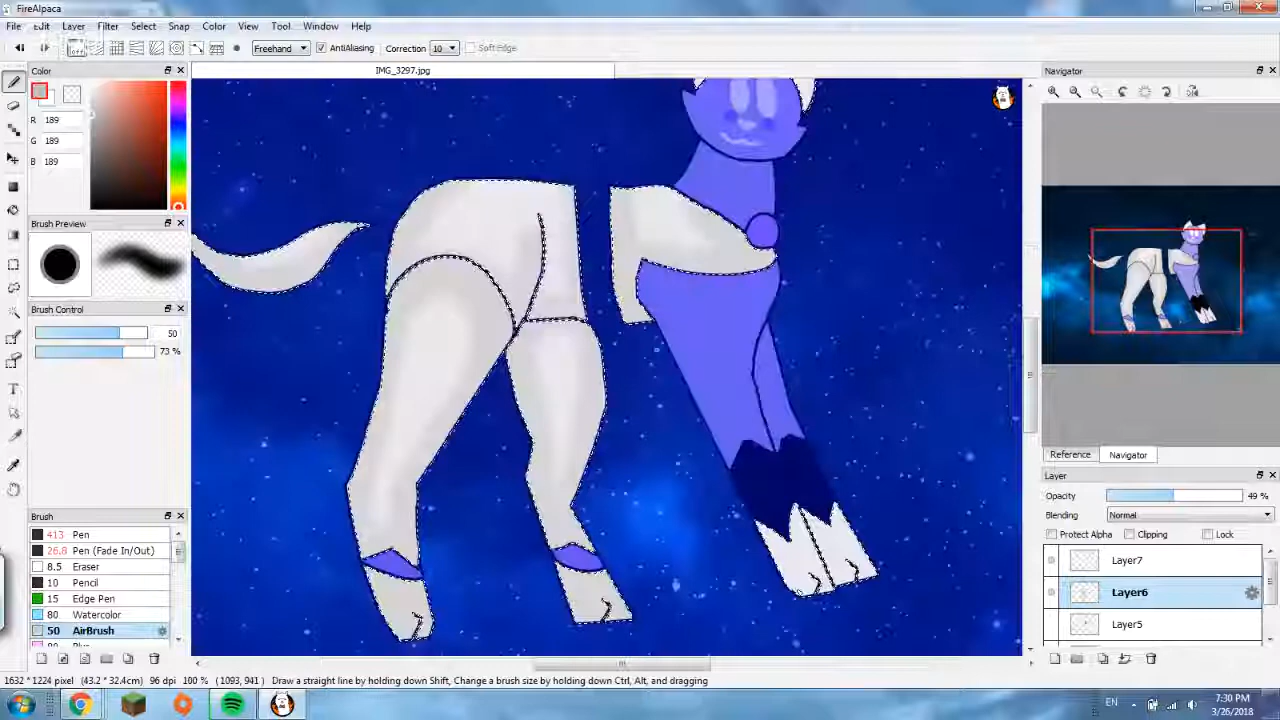 FireAlpaca
File Edit Layer Filter Select Snap Color View Tool Window Help
Freehand AntiAliasing Correction 10 Soft Edge
Color
IMG_3297.jpg
Navigator
R 189
G 189
B 189
Brush Preview
Brush Control
50
73 %
Reference Navigator
Layer
Opacity 49 %
Blending Normal
Protect Alpha Clipping Lock
Brush
413 Pen
26.8 Pen (Fade In/Out)
8.5 Eraser
10 Pencil
15 Edge Pen
80 Watercolor
50 AirBrush
Layer7
Layer6
Layer5
1632 * 1224 pixel (43.2 * 32.4cm) 96 dpi 100 % (1093, 941) Draw a straight line by holding down Shift, Change a brush size by holding down Ctrl, Alt, and dragging
EN 7:30 PM
3/26/2018